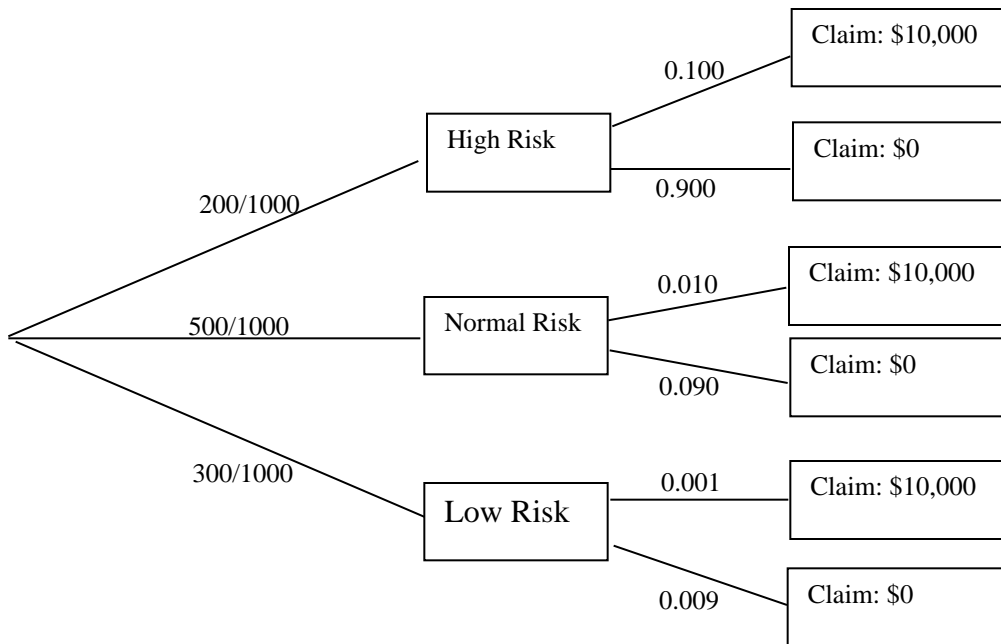 Claim: $10,000
0.100
High Risk
Claim: $0
0.900
200/1000
Claim: $10,000
0.010
Normal Risk
500/1000
Claim: $0
0.090
300/1000
Claim: $10,000
0.001
Low Risk
Claim: $0
0.009